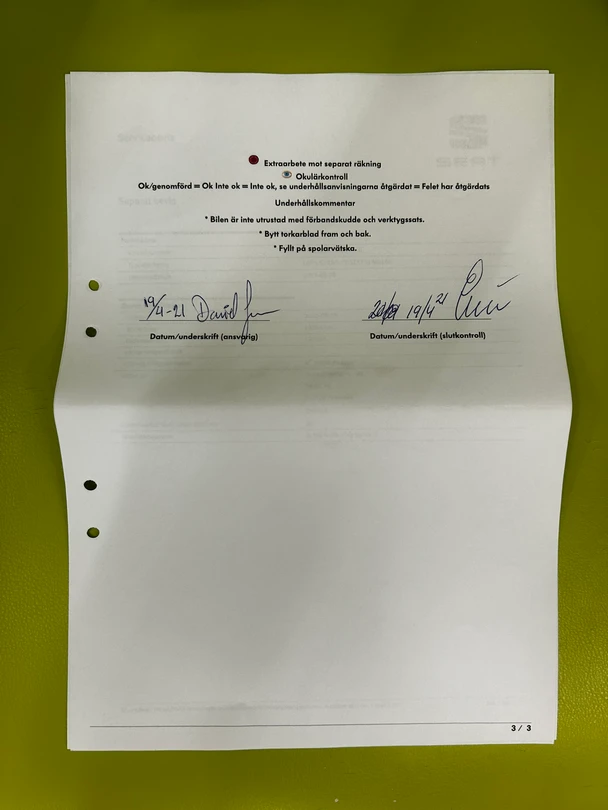 Extraarbete mot separat räkning
Okulärkontroll
Ok/genomförd = Ok Inte ok = Inte ok, se underhållsanvisningarna åtgärdat = Felet har åtgärdats
Underhållskommentar
* Bilen är inte utrustad med förbandskudde och verktygssats.
* Bytt torkarblad fram och bak.
* Fyllt på spolarvätska.
19/4-21 Daniel
19/4 21
Datum/underskrift (ansvarig)
Datum/underskrift (slutkontroll)
3 / 3